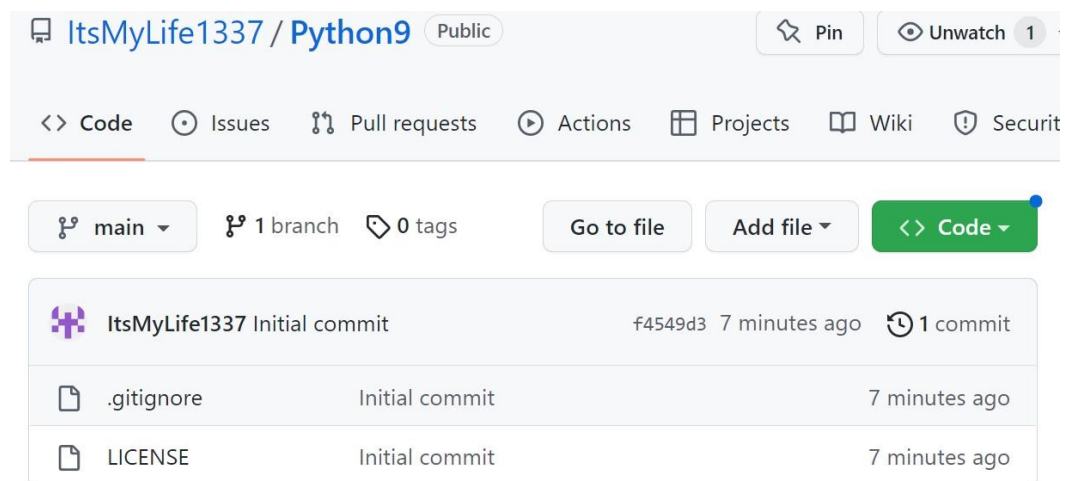 ItsMyLife1337 / Python9 Public Pin Unwatch 1
Code Issues Pull requests Actions Projects Wiki Securit
main 1 branch 0 tags Go to file Add file <> Code
ItsMyLife1337 Initial commit f4549d3 7 minutes ago 1 commit
.gitignore Initial commit 7 minutes ago
LICENSE Initial commit 7 minutes ago